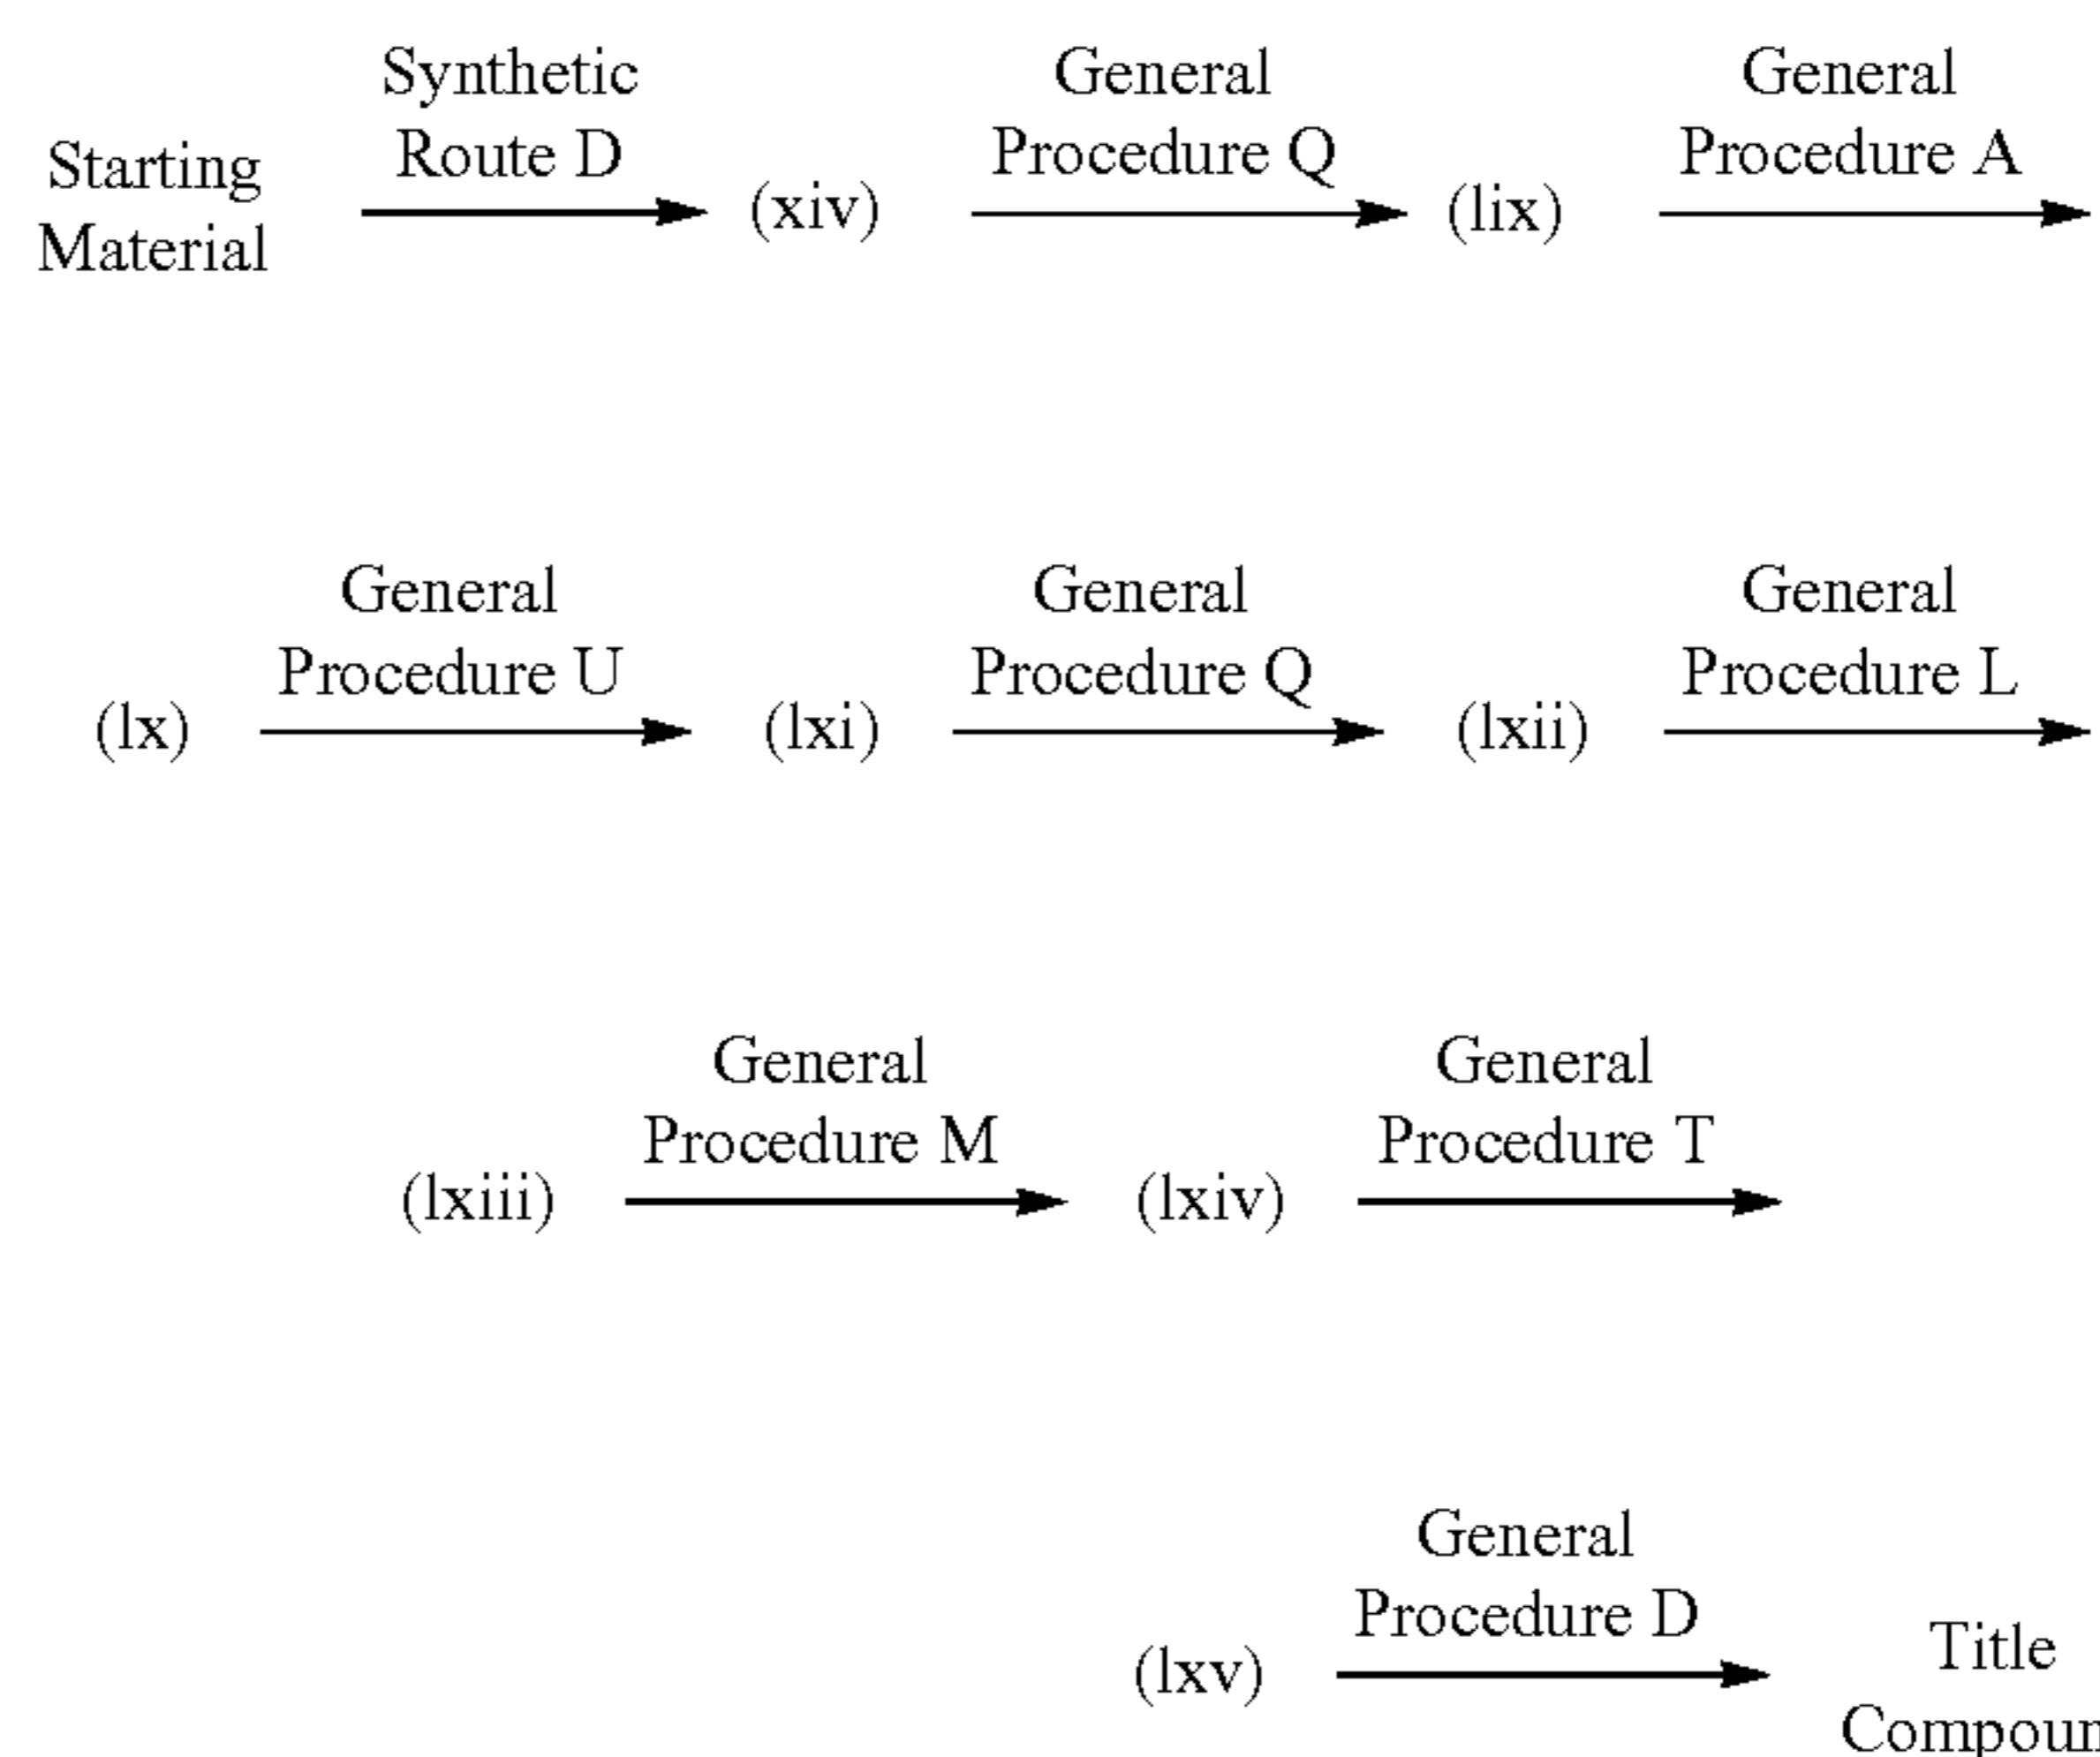 Synthetic
Route D
General
Procedure Q
General
Procedure A
Starting
Material
(xiv)
(lix)
General
Procedure U
General
Procedure Q
General
Procedure L
(lx)
(lxi)
(lxii)
General
Procedure M
General
Procedure T
(lxiii)
(lxiv)
General
Procedure D
(lxv)
Title